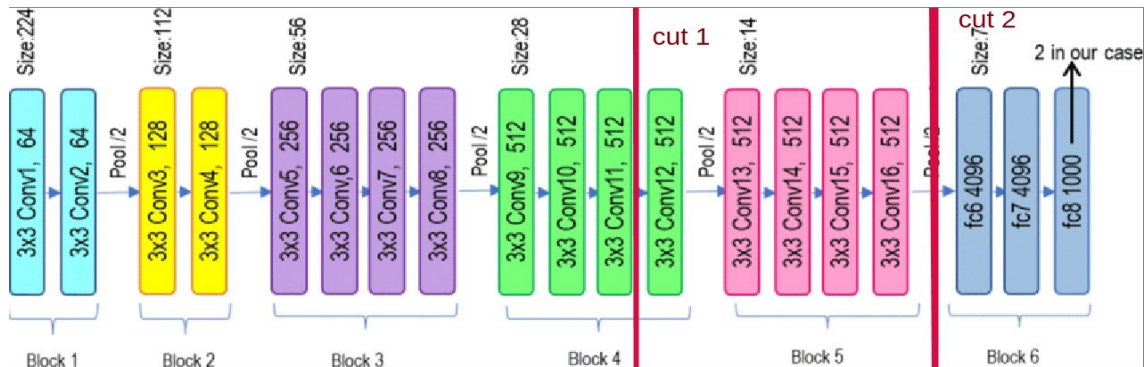 Size:224
Size:112
Size:56
Size:28
cut 1
Size:14
cut 2
Size:7
2 in our case
3x3 Conv1, 64
3x3 Conv2, 64
Pool /2
3x3 Conv3, 128
3x3 Conv4, 128
Pool /2
3x3 Conv5, 256
3x3 Conv,6 256
3x3 Conv7, 256
3x3 Conv8, 256
Pool /2
3x3 Conv9, 512
3x3 Conv10, 512
3x3 Conv11, 512
3x3 Conv12, 512
Pool /2
3x3 Conv13, 512
3x3 Conv14, 512
3x3 Conv15, 512
3x3 Conv16, 512
Pool /2
fc6 4096
fc7 4096
fc8 1000
Block 1
Block 2
Block 3
Block 4
Block 5
Block 6